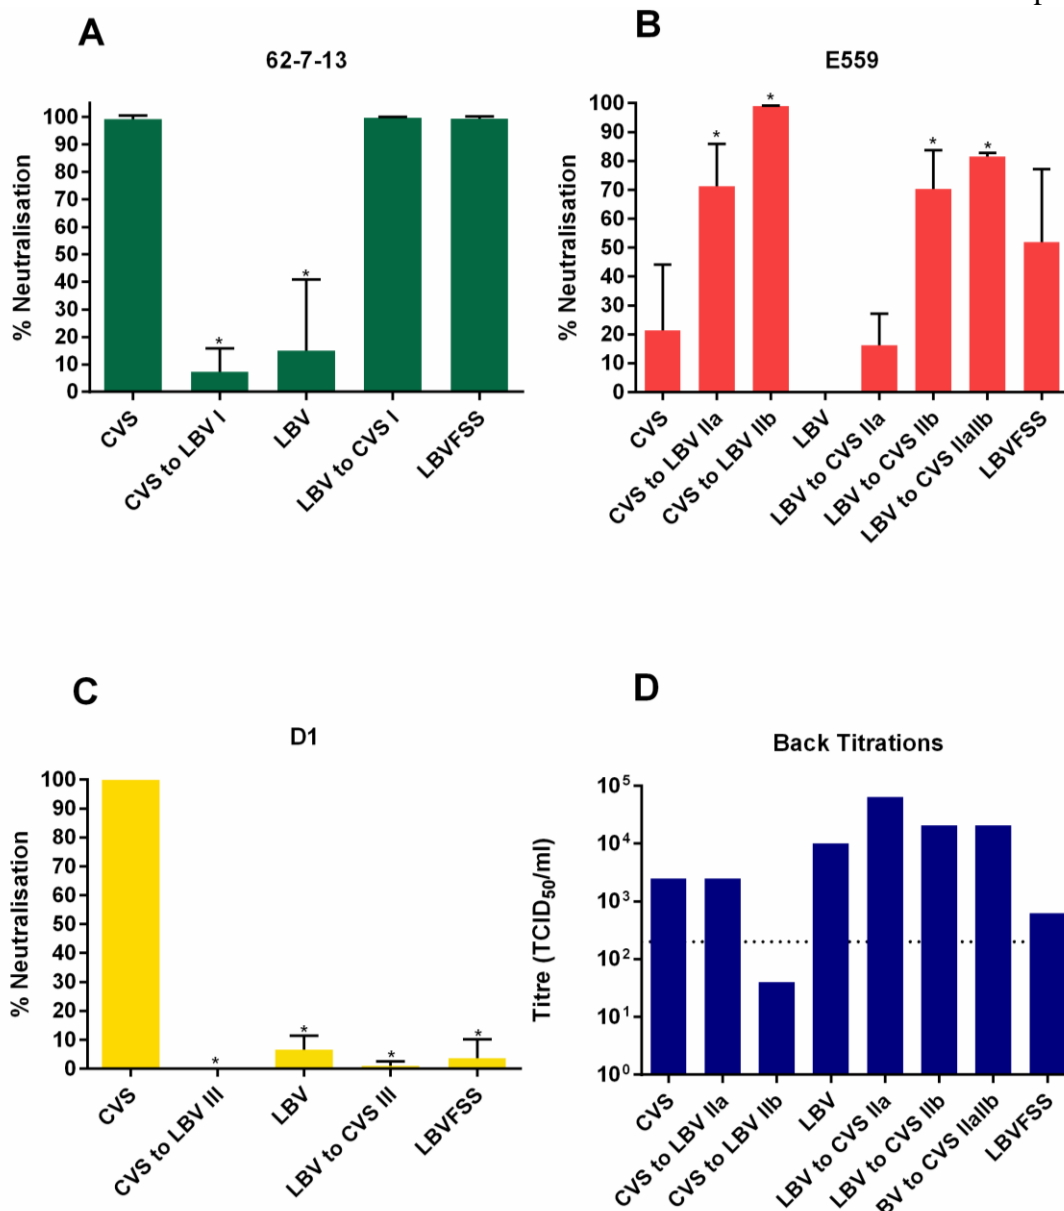 A
62-7-13
% Neutralisation
100
90
80
70
60
50
40
30
20
10
0
CVS
CVS to LBV I
LBV
LBV to CVS I
LBVFSS
*
*
B
E559
% Neutralisation
100
90
80
70
60
50
40
30
20
10
0
CVS
CVS to LBV IIa
CVS to LBV IIb
LBV
LBV to CVS IIa
LBV to CVS IIb
LBV to CVS IIaIIb
LBVFSS
*
*
*
*
C
D1
% Neutralisation
100
90
80
70
60
50
40
30
20
10
0
CVS
CVS to LBV III
LBV
LBV to CVS III
LBVFSS
*
*
*
*
D
Back Titrations
Titre (TCID₅₀/ml)
10⁵
10⁴
10³
10²
10¹
10⁰
CVS
CVS to LBV IIa
CVS to LBV IIb
LBV
LBV to CVS IIa
LBV to CVS IIb
BV to CVS IIaIIb
LBVFSS